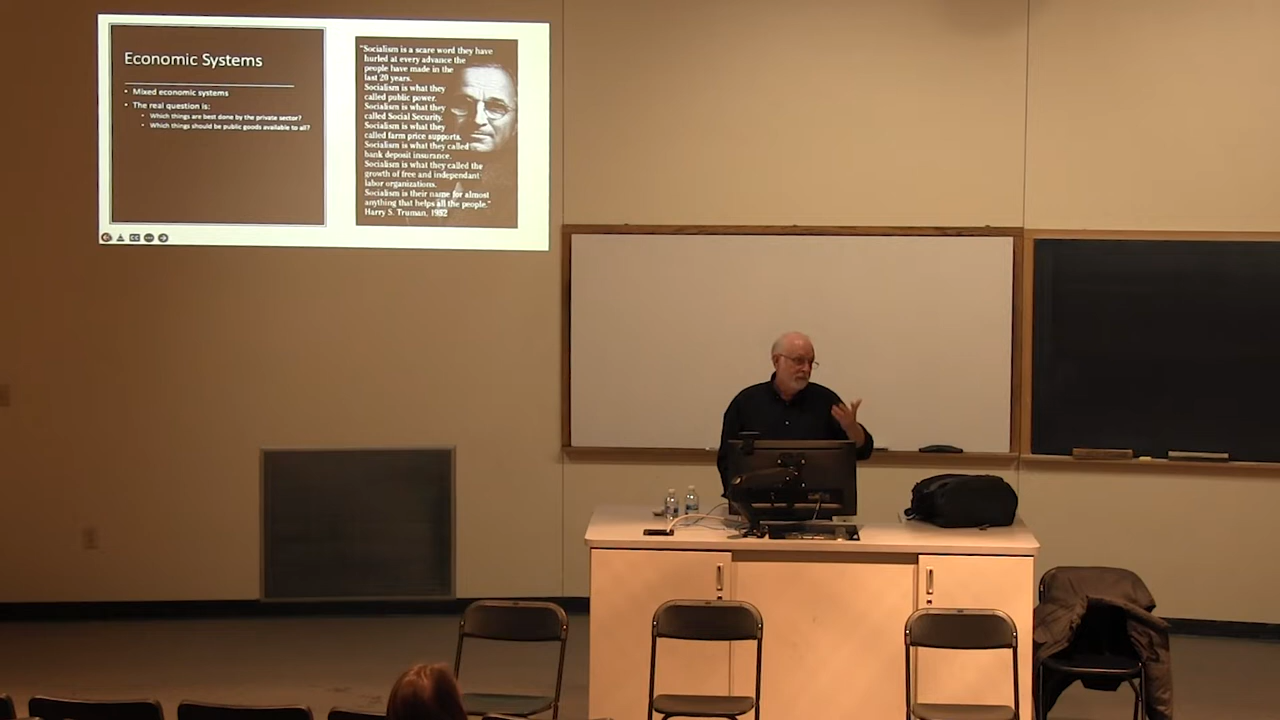 Economic Systems
• Mixed economic systems
• The real question is:
• Which things are best done by the private sector?
• Which things should be public goods available to all?
"Socialism is a scare word they have
hurled at every advance the
people have made in the
last 20 years.
Socialism is what they
called public power.
Socialism is what they
called Social Security.
Socialism is what they
called farm price supports.
Socialism is what they called
bank deposit insurance.
Socialism is what they called the
growth of free and independant
labor organizations.
Socialism is their name for almost
anything that helps all the people."
Harry S. Truman, 1952